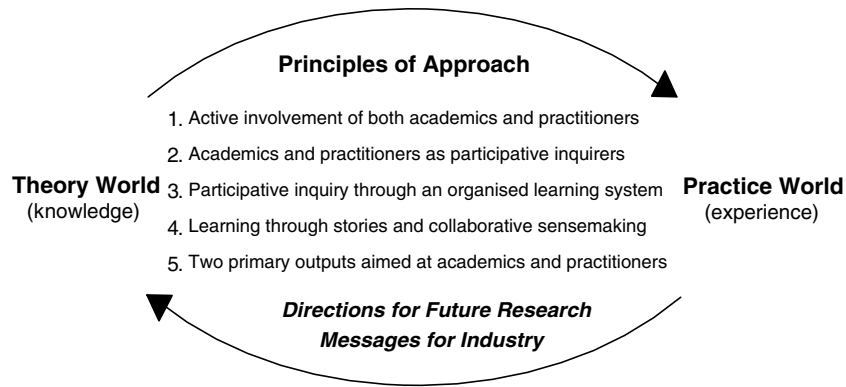 Principles of Approach
1. Active involvement of both academics and practitioners
2. Academics and practitioners as participative inquirers
Theory World
(knowledge)
3. Participative inquiry through an organised learning system
Practice World
(experience)
4. Learning through stories and collaborative sensemaking
5. Two primary outputs aimed at academics and practitioners
Directions for Future Research
Messages for Industry